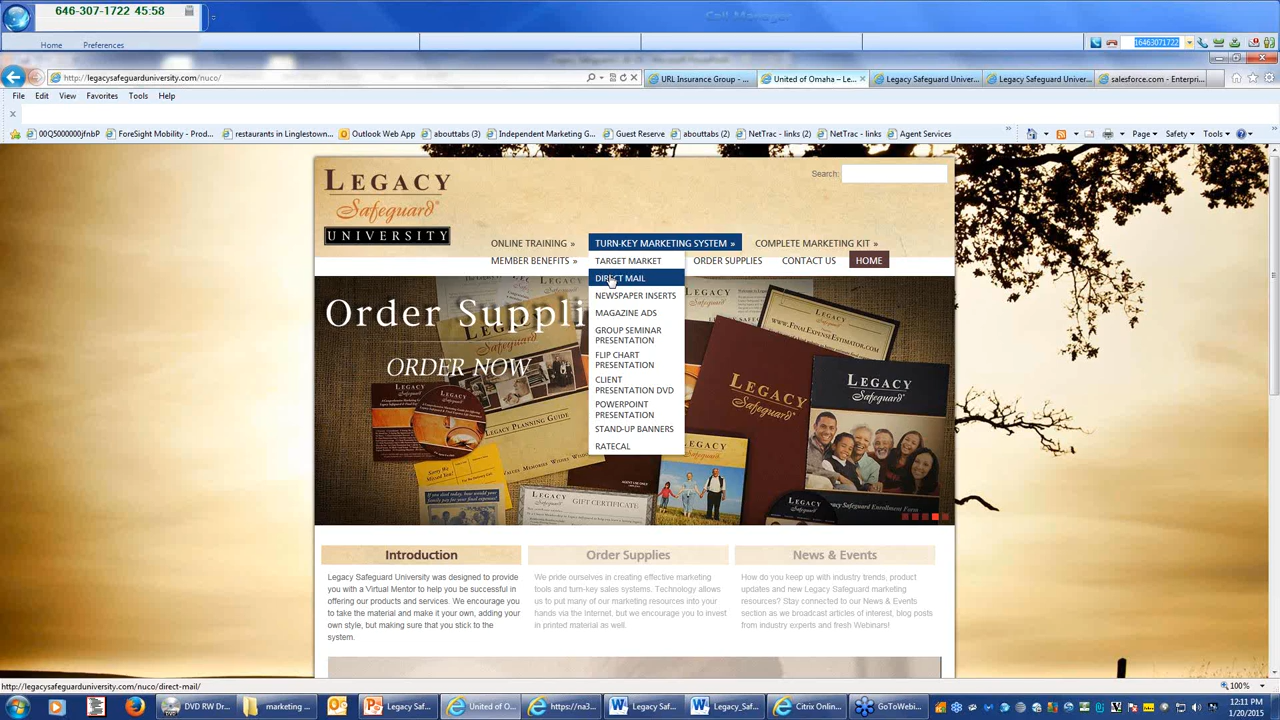 646-307-1722 45:58
Call Manager
Home Preferences
16463071722
http://legacysafeguarduniversity.com/nuco/
URL Insurance Group - ...
United of Omaha – Le...
Legacy Safeguard Univer...
Legacy Safeguard Univer...
salesforce.com - Enterpri...
File Edit View Favorites Tools Help
00Q5000000jfnbP
ForeSight Mobility - Prod...
restaurants in Linglestown...
Outlook Web App
abouttabs (3)
Independent Marketing G...
Guest Reserve
abouttabs (2)
NetTrac - links (2)
NetTrac - links
Agent Services
Page Safety Tools
LEGACY
Safeguard®
UNIVERSITY
Search:
ONLINE TRAINING »
TURN-KEY MARKETING SYSTEM »
COMPLETE MARKETING KIT »
MEMBER BENEFITS »
ORDER SUPPLIES
CONTACT US
HOME
TARGET MARKET
DIRECT MAIL
NEWSPAPER INSERTS
MAGAZINE ADS
GROUP SEMINAR
PRESENTATION
FLIP CHART
PRESENTATION
CLIENT
PRESENTATION DVD
POWERPOINT
PRESENTATION
STAND-UP BANNERS
RATECAL
Order Suppli
ORDER NOW
www.FinalExpenseEstimator.com
LEGACY
Safeguard®
LEGACY
Safeguard®
LEGACY
PLANNING GUIDE
GIFT CERTIFICATE
Legacy Safeguard Enrollment Form
Sorry We
Missed You!
Introduction
Legacy Safeguard University was designed to provide
you with a Virtual Mentor to help you be successful in
offering our products and services. We encourage you
to take the material and make it your own, adding your
own style, but making sure that you stick to the
system.
Order Supplies
We pride ourselves in creating effective marketing
tools and turn-key sales systems. Technology allows
us to put many of our marketing resources into your
hands via the Internet, but we encourage you to invest
in printed material as well.
News & Events
How do you keep up with industry trends, product
updates and new Legacy Safeguard marketing
resources? Stay connected to our News & Events
section as we broadcast articles of interest, blog posts
from industry experts and fresh Webinars!
http://legacysafeguarduniversity.com/nuco/direct-mail/
100%
DVD RW Dr...
marketing ...
Legacy Saf...
United of O...
https://na3...
Legacy Saf...
Legacy_Saf...
Citrix Onlin...
GoToWebi...
12:11 PM
1/20/2015